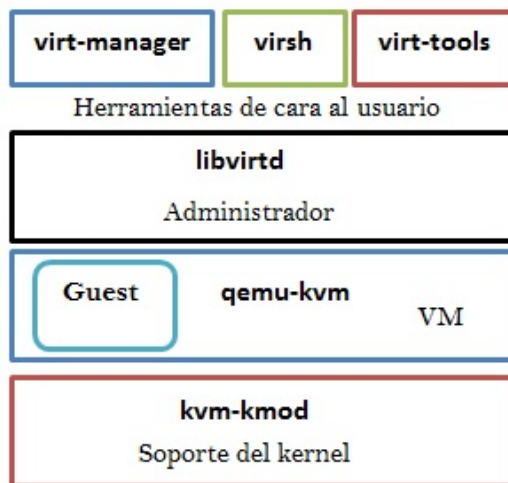 virt-manager virsh virt-tools
Herramientas de cara al usuario
libvirtd
Administrador
Guest qemu-kvm VM
kvm-kmod
Soporte del kernel